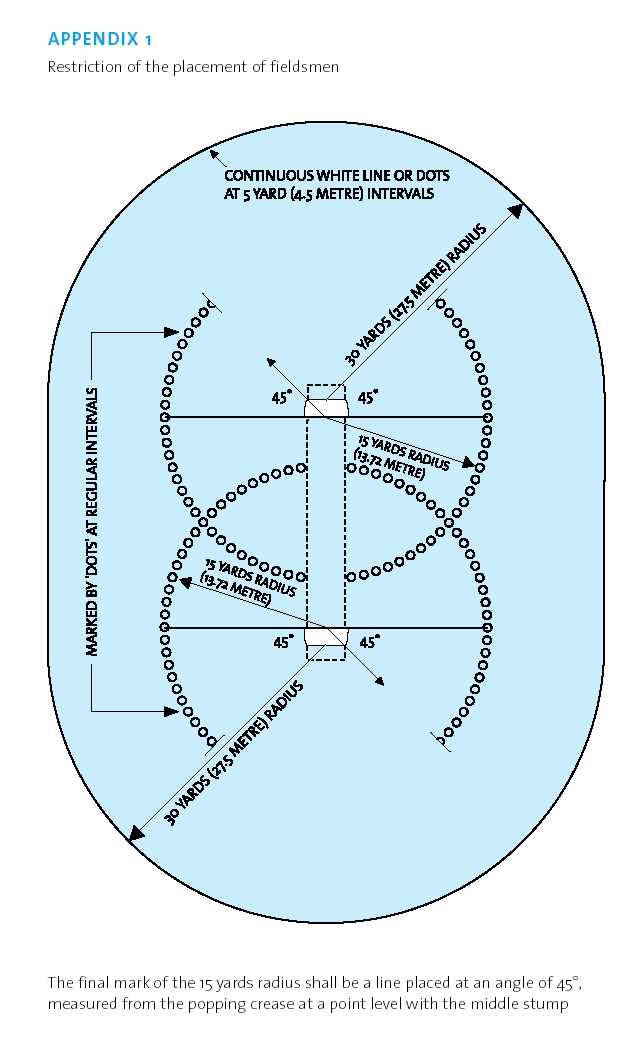 APPENDIX 1
Restriction of the placement of fieldsmen
CONTINUOUS WHITE LINE OR DOTS
AT 5 YARD (4.5 METRE) INTERVALS
30 YARDS (27.5 METRE) RADIUS
45°
45°
15 YARDS RADIUS
(13.72 METRE)
MARKED BY 'DOTS' AT REGULAR INTERVALS
15 YARDS RADIUS
(13.72 METRE)
45°
45°
30 YARDS (27.5 METRE) RADIUS
The final mark of the 15 yards radius shall be a line placed at an angle of 45°,
measured from the popping crease at a point level with the middle stump